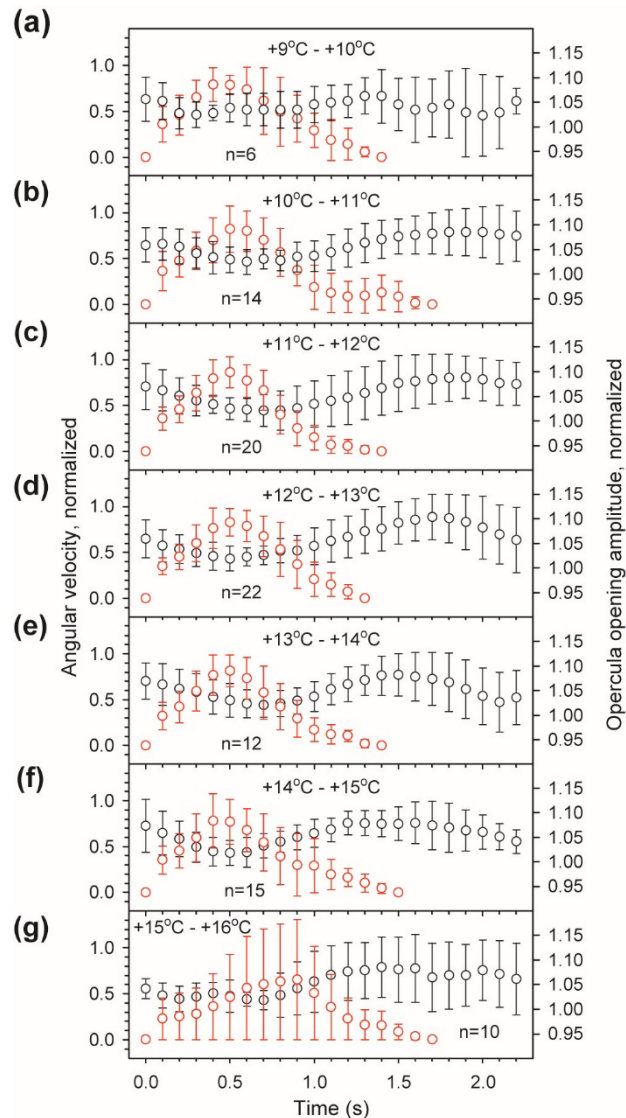 (a)
+9°C - +10°C
1.0
0.5
0.0
1.15
1.10
1.05
1.00
0.95
n=6
(b)
+10°C - +11°C
1.0
0.5
0.0
1.15
1.10
1.05
1.00
0.95
n=14
(c)
+11°C - +12°C
1.0
0.5
0.0
1.15
1.10
1.05
1.00
0.95
n=20
(d)
+12°C - +13°C
1.0
0.5
0.0
1.15
1.10
1.05
1.00
0.95
n=22
(e)
+13°C - +14°C
1.0
0.5
0.0
1.15
1.10
1.05
1.00
0.95
n=12
(f)
+14°C - +15°C
1.0
0.5
0.0
1.15
1.10
1.05
1.00
0.95
n=15
(g)
+15°C - +16°C
1.0
0.5
0.0
1.15
1.10
1.05
1.00
0.95
n=10
Angular velocity, normalized
Opercula opening amplitude, normalized
0.0 0.5 1.0 1.5 2.0
Time (s)